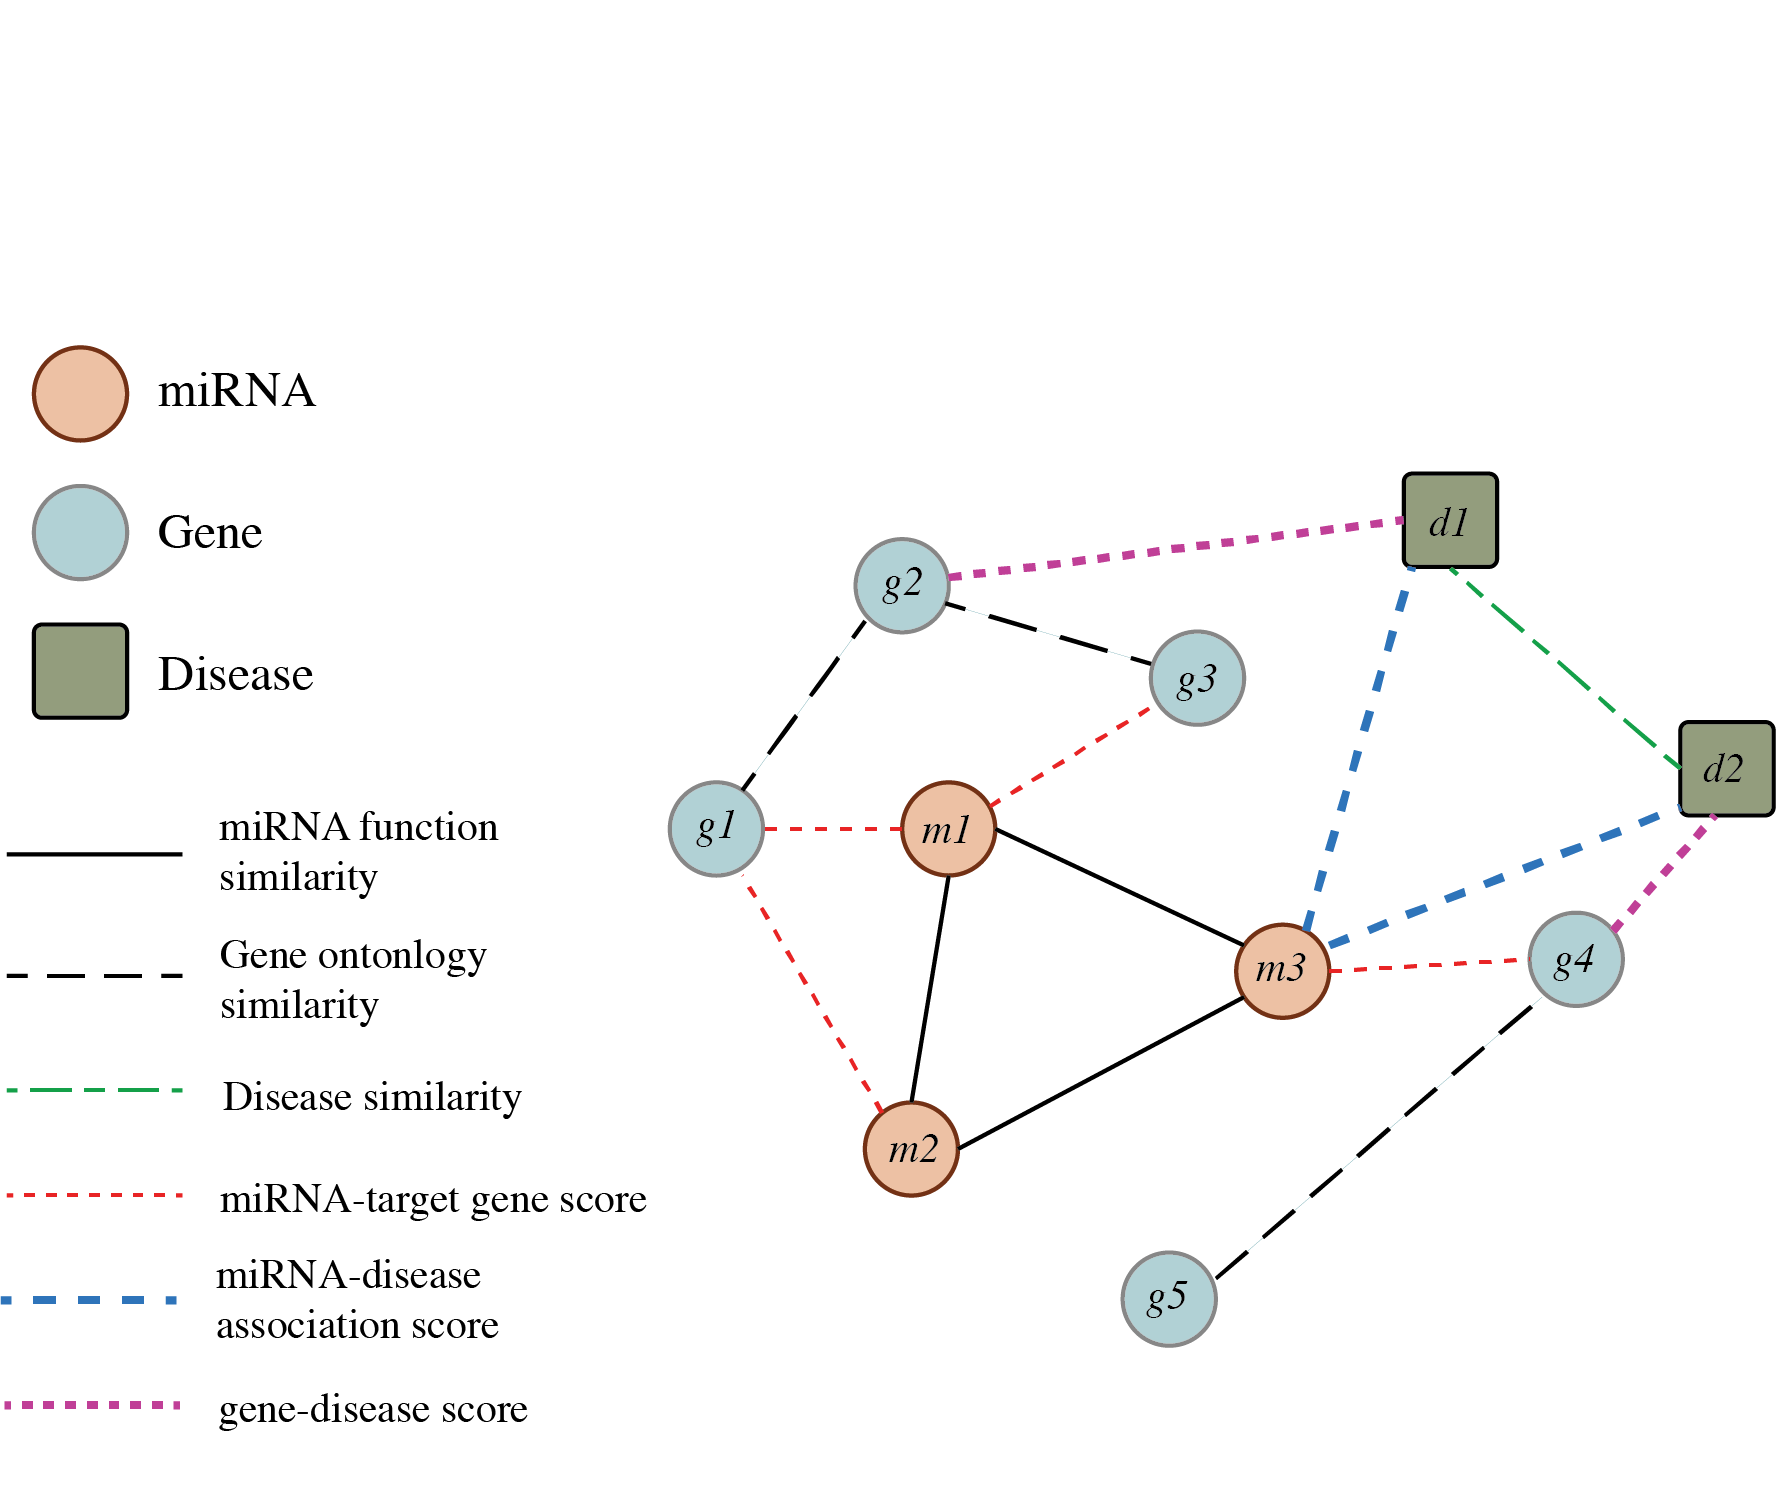 miRNA
Gene
Disease
miRNA function
similarity
Gene ontonlogy
similarity
Disease similarity
miRNA-target gene score
miRNA-disease
association score
gene-disease score
d1
g2
g3
d2
g1
m1
m3
g4
m2
g5